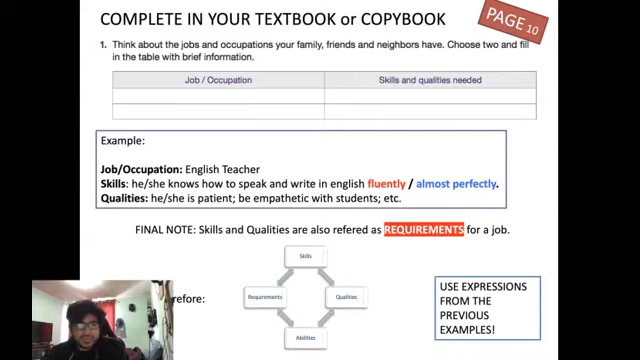 COMPLETE IN YOUR TEXTBOOK or COPYBOOK
PAGE 10
1. Think about the jobs and occupations your family, friends and neighbors have. Choose two and fill
in the table with brief information.
Job / Occupation Skills and qualities needed
Example:
Job/Occupation: English Teacher
Skills: he/she knows how to speak and write in english fluently / almost perfectly.
Qualities: he/she is patient; be empathetic with students; etc.
FINAL NOTE: Skills and Qualities are also refered as REQUIREMENTS for a job.
refore:
Skills
Requirements
Qualities
Abilities
USE EXPRESSIONS
FROM THE
PREVIOUS
EXAMPLES!